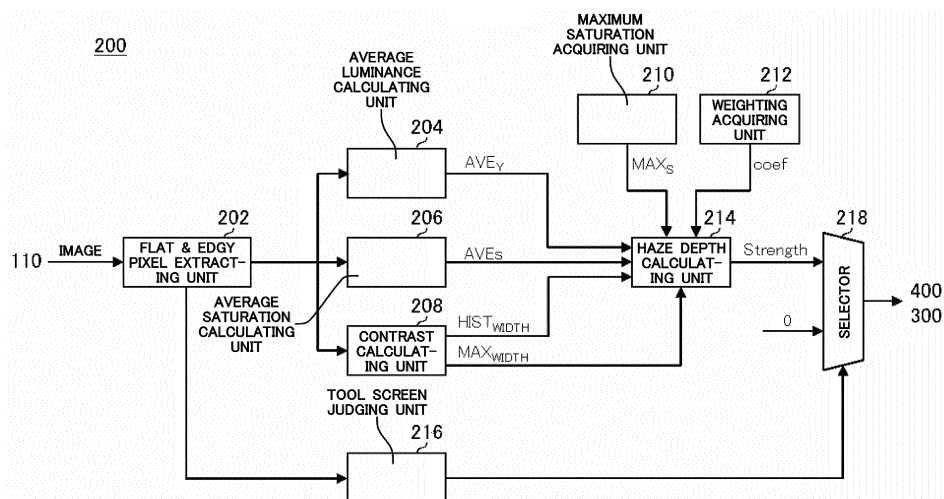 200
MAXIMUM
SATURATION
ACQUIRING UNIT
210
212
WEIGHTING
ACQUIRING
UNIT
AVERAGE
LUMINANCE
CALCULATING
UNIT
204
AVEY
MAXS
coef
110
IMAGE
202
FLAT & EDGY
PIXEL EXTRACT-
ING UNIT
206
AVES
214
HAZE DEPTH
CALCULAT-
ING UNIT
Strength
218
SELECTOR
400
300
0
AVERAGE
SATURATION
CALCULATING
UNIT
208
CONTRAST
CALCULAT-
ING UNIT
HISTWIDTH
MAXWIDTH
TOOL SCREEN
JUDGING UNIT
216